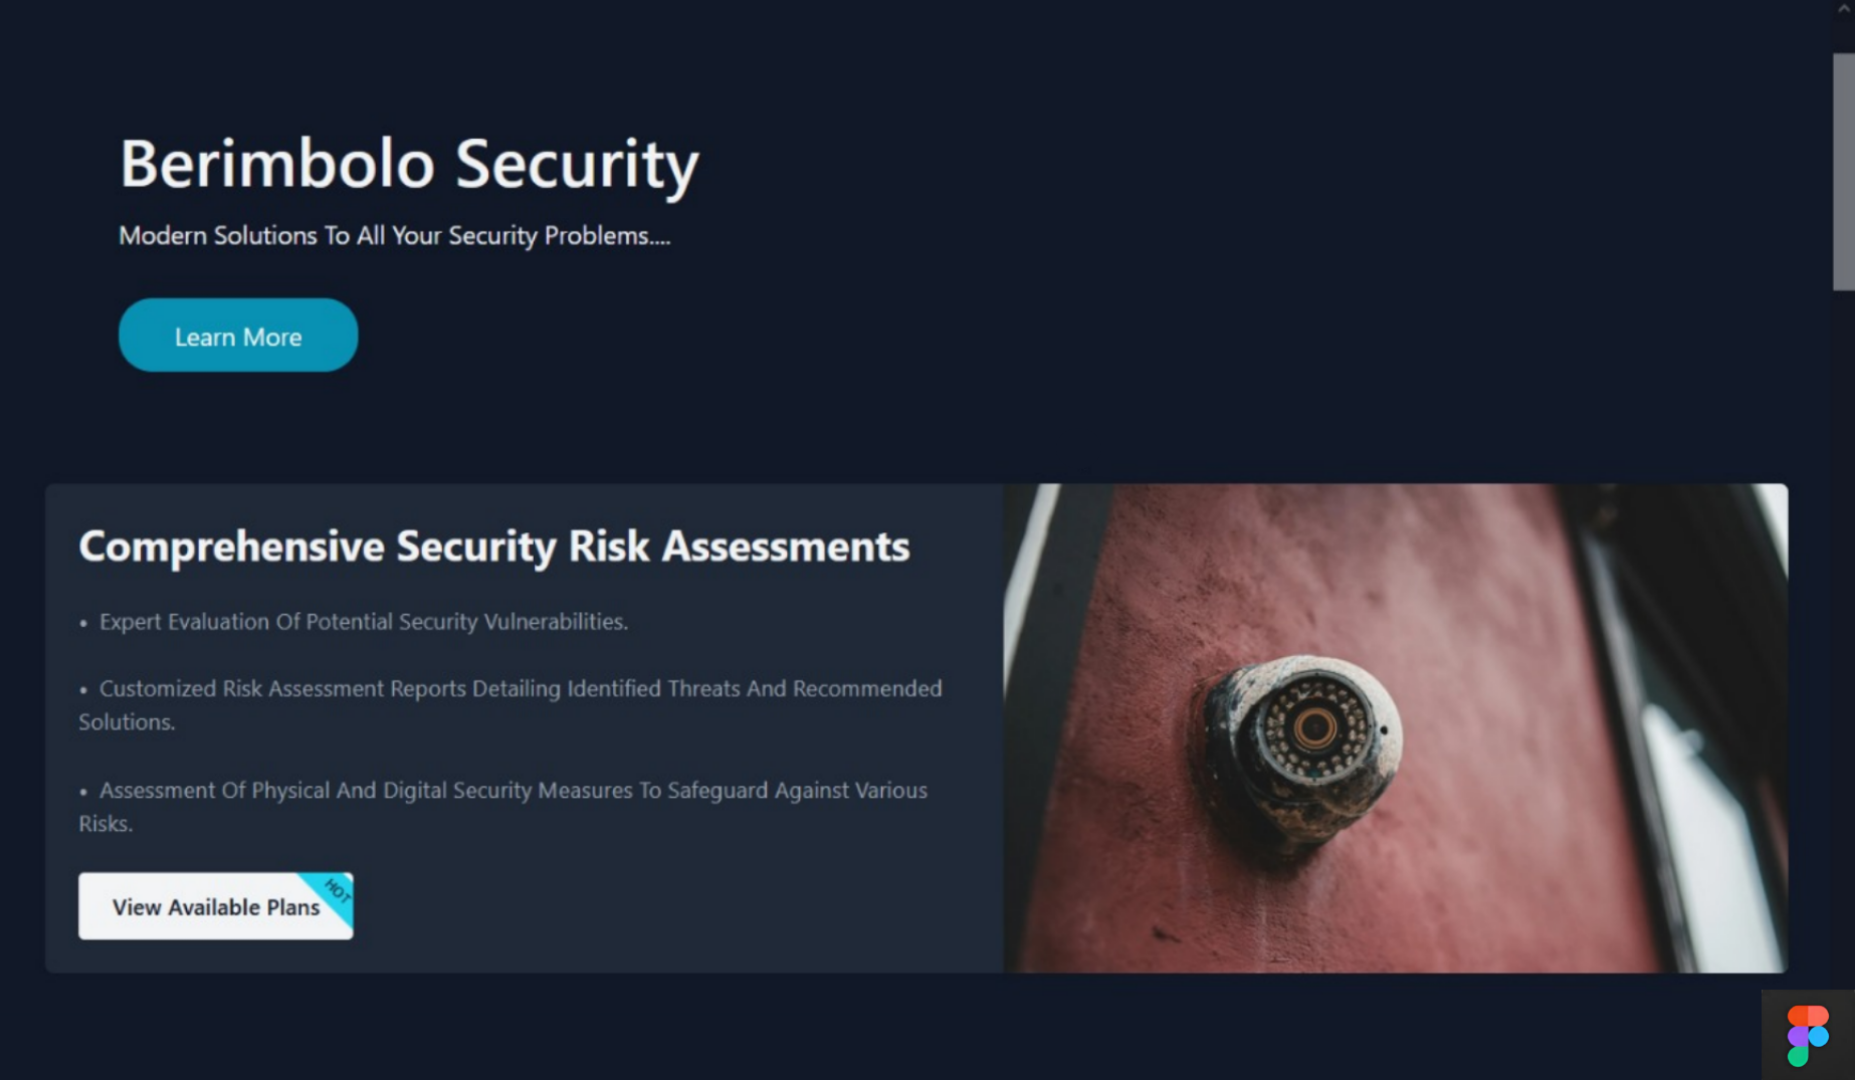 Berimbolo Security
Modern Solutions To All Your Security Problems....
Learn More
Comprehensive Security Risk Assessments
• Expert Evaluation Of Potential Security Vulnerabilities.
• Customized Risk Assessment Reports Detailing Identified Threats And Recommended
Solutions.
• Assessment Of Physical And Digital Security Measures To Safeguard Against Various
Risks.
View Available Plans
HOT